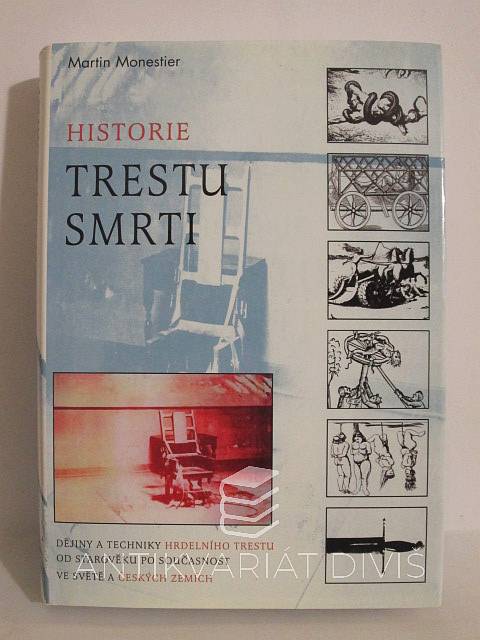 Martin Monestier
HISTORIE
TRESTU
SMRTI
DĚJINY A TECHNIKY HRDELNÍHO TRESTU
OD STAROVĚKU PO SOUČASNOST
VE SVĚTĚ A ČESKÝCH ZEMÍCH
ANTIKVARIÁT DIVIŠ